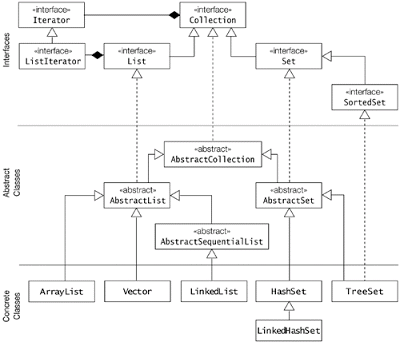 Interfaces
«interface»
Iterator
«interface»
Collection
«interface»
ListIterator
«interface»
List
«interface»
Set
«interface»
SortedSet
Abstract
Classes
«abstract»
AbstractCollection
«abstract»
AbstractList
«abstract»
AbstractSet
«abstract»
AbstractSequentialList
Concrete
Classes
ArrayList
Vector
LinkedList
HashSet
TreeSet
LinkedHashSet